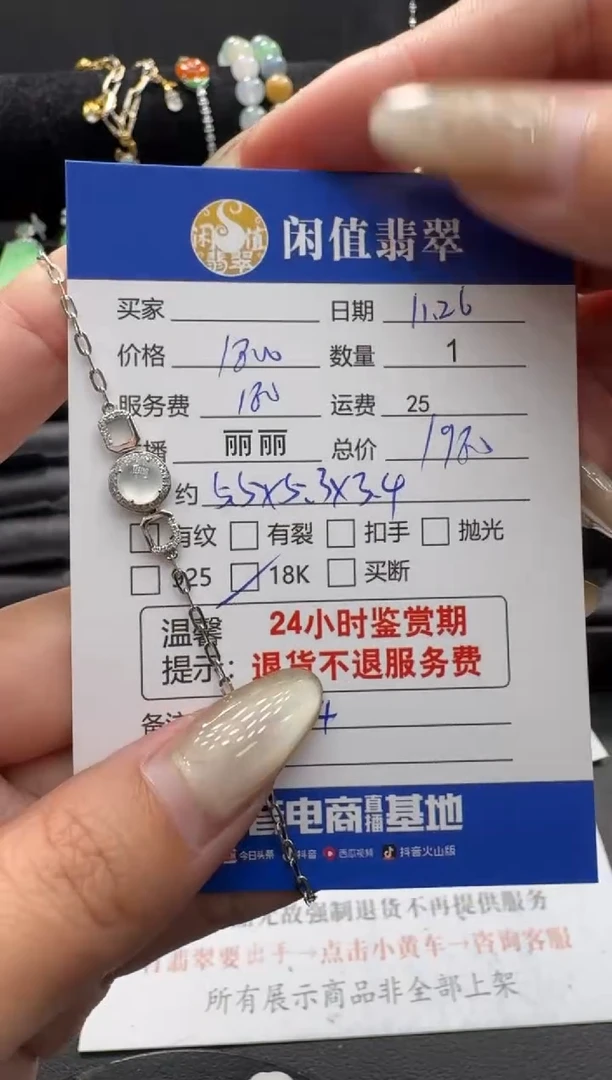 闲值翡翠
闲值翡翠
买家 日期 11.26
价格 1800 数量 1
服务费 180 运费 25
播 丽丽 总价
约 5.5x5.3x3.4
有纹 有裂 扣手 抛光
925 18K 买断
温馨提示: 24小时鉴赏期
退货不退服务费
备注 +
电商直播基地
今日头条 抖音 西瓜视频 抖音火山版
无故强制退货不再提供服务
翡翠要出手→点击小黄车→咨询客服
所有展示商品非全部上架